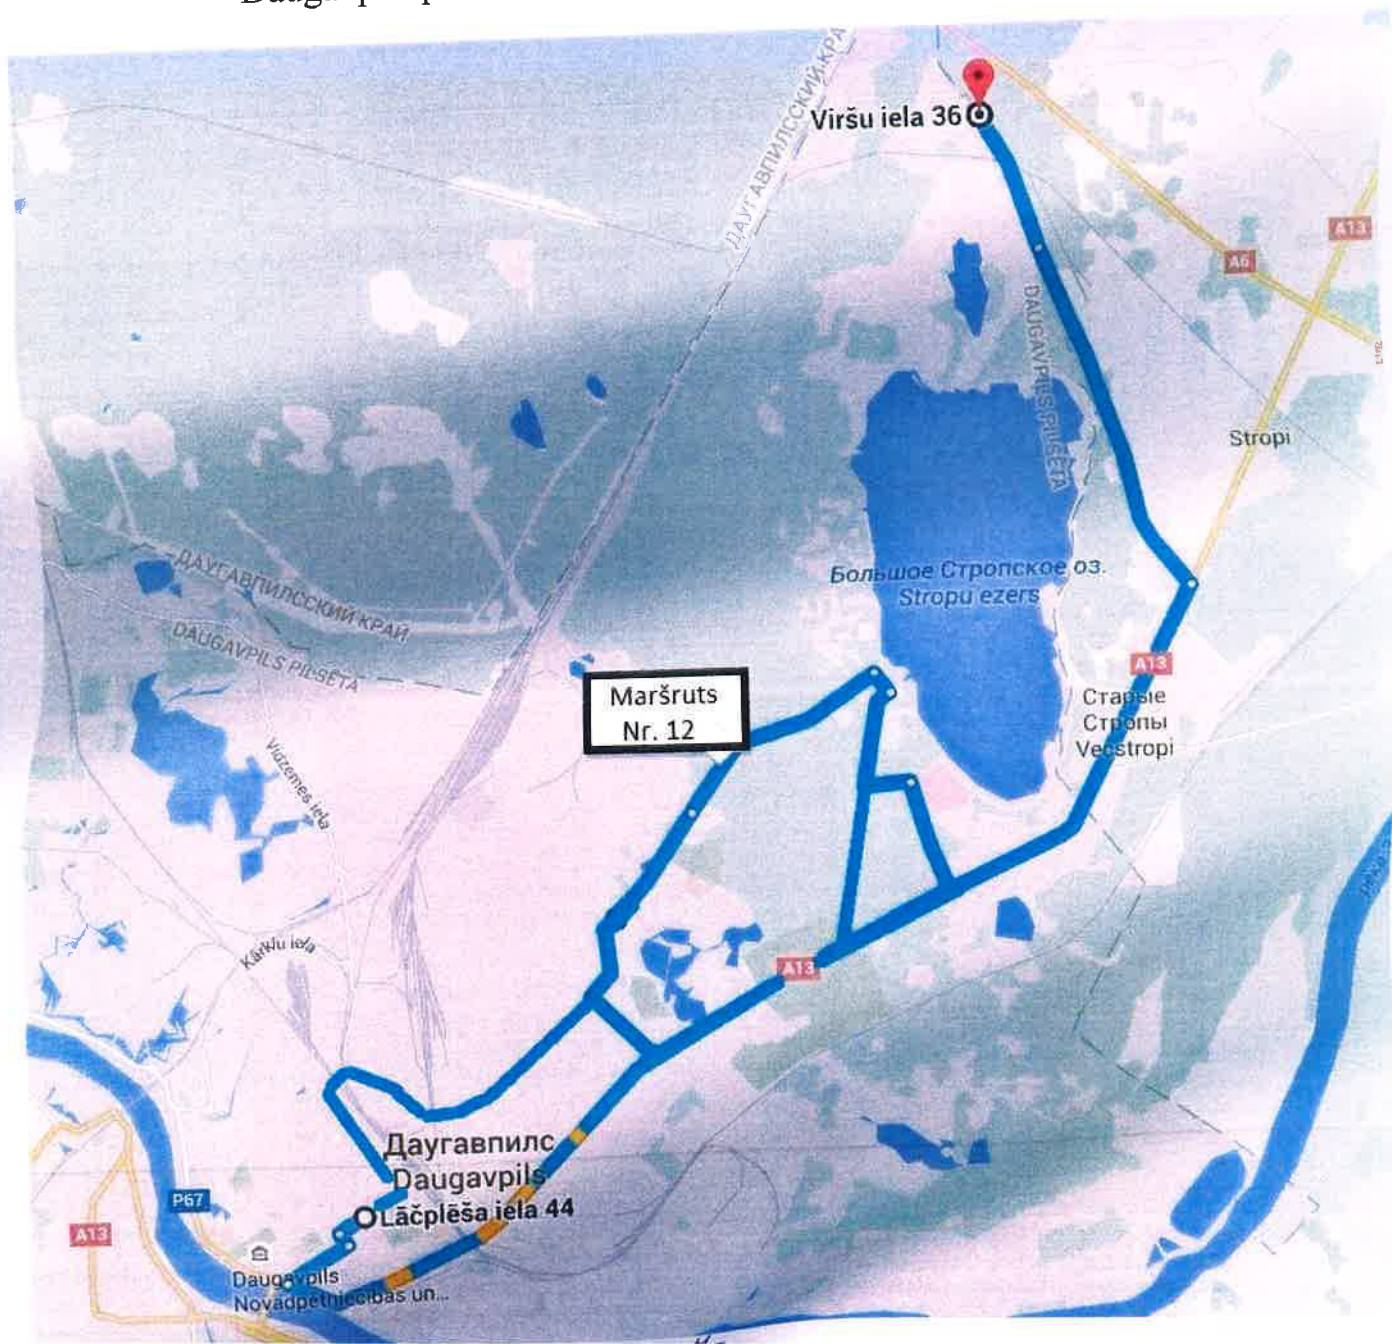 ДАУГАВПИЛССКИЙ КРА
Viršu iela 36
A13
A6
DAUGAVPILS PILSĒTA
Stropi
ДАУГАВПИЛССКИЙ КРАЙ
DAUGAVPILS PILSĒTA
Большое Стропское оз.
Stropu ezers
A13
Старые
Стропы
Vecstropi
Maršruts
Nr. 12
Vidzemes iela
Kārklu iela
A13
Даугавпилс
Daugavpils
Lāčplēša iela 44
P67
A13
Daugavpils
Novadpētniecības un...